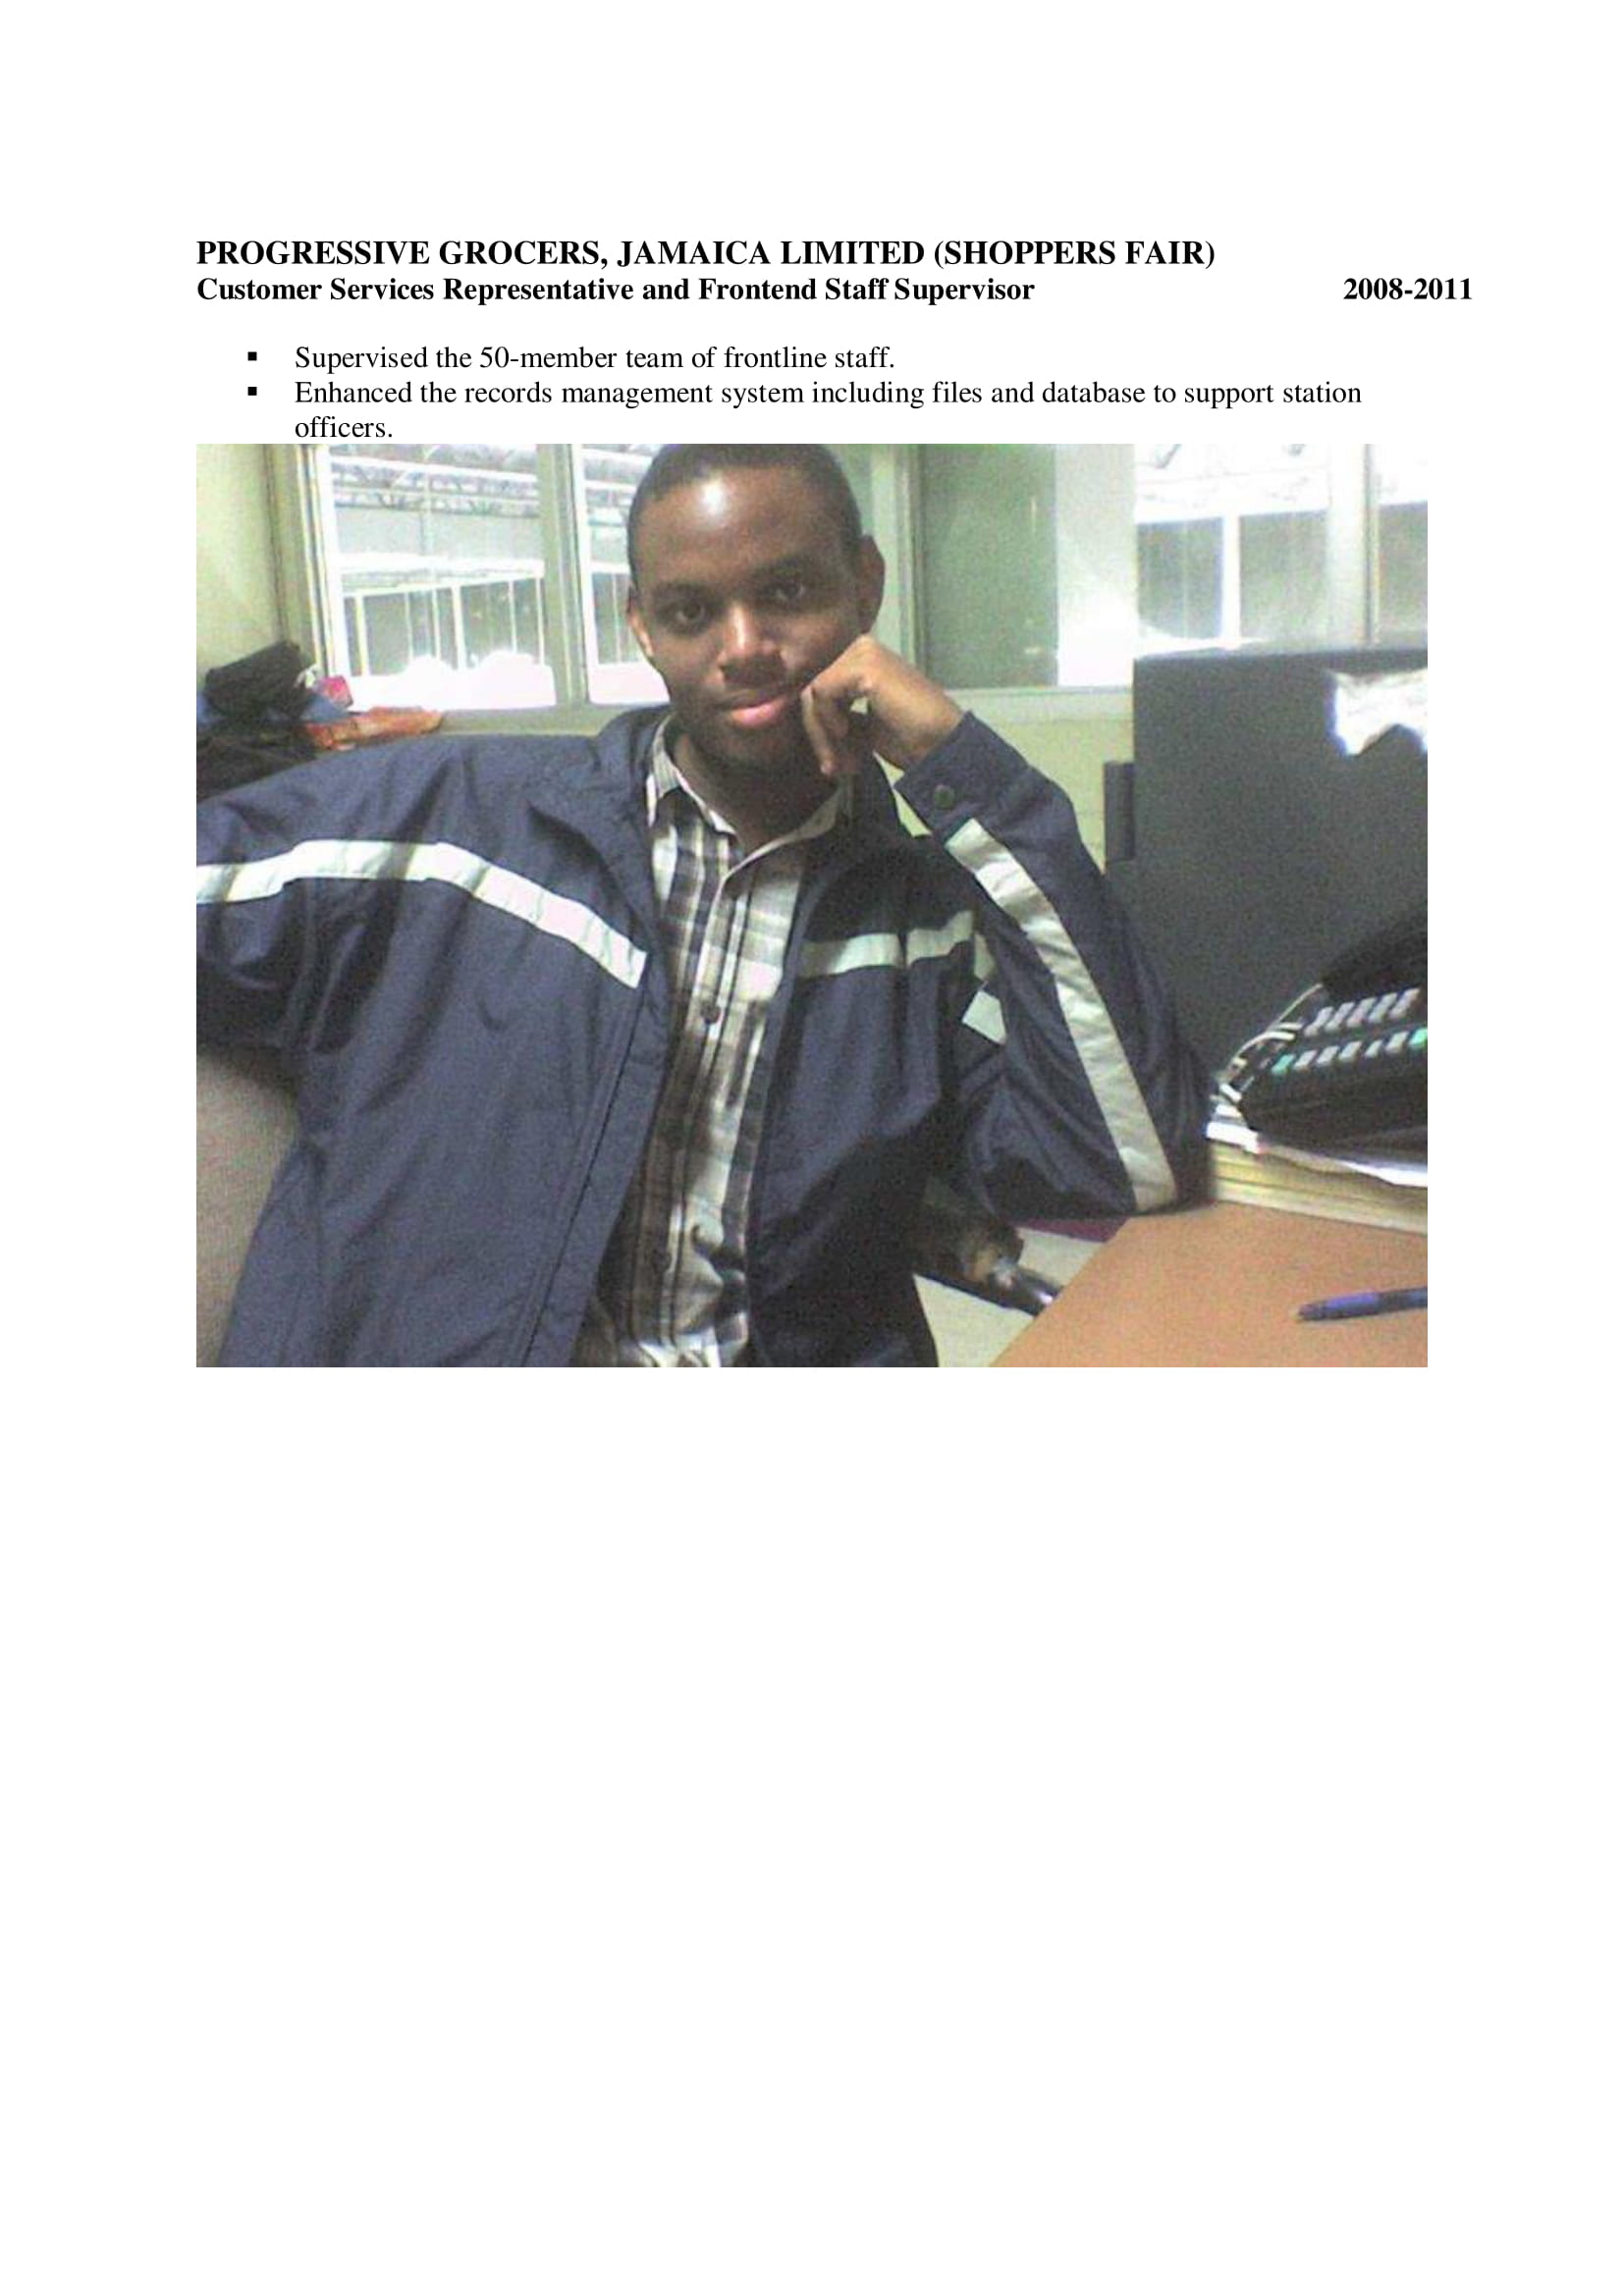 PROGRESSIVE GROCERS, JAMAICA LIMITED (SHOPPERS FAIR)
Customer Services Representative and Frontend Staff Supervisor 2008-2011
▪ Supervised the 50-member team of frontline staff.
▪ Enhanced the records management system including files and database to support station
officers.